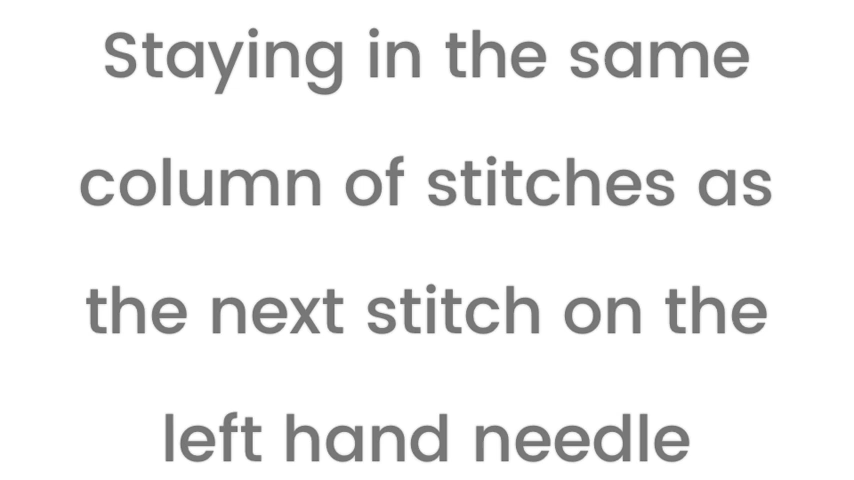 Staying in the same
column of stitches as
the next stitch on the
left hand needle